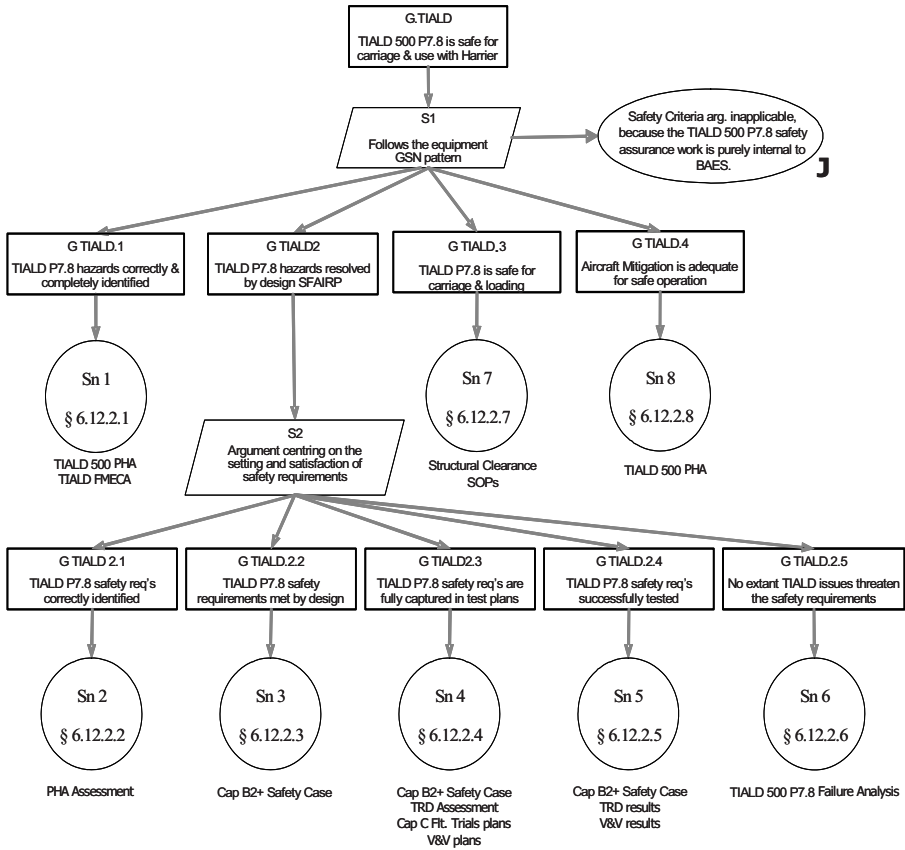 G.TIALD
TIALD 500 P7.8 is safe for
carriage & use with Harrier
S1
Follows the equipment
GSN pattern
Safety Criteria arg. inapplicable,
because the TIALD 500 P7.8 safety
assurance work is purely internal to
BAES.
J
G TIALD.1
TIALD P7.8 hazards correctly &
completely identified
G TIALD2
TIALD P7.8 hazards resolved
by design SFAIRP
G TIALD.3
TIALD P7.8 is safe for
carriage & loading
G TIALD.4
Aircraft Mitigation is adequate
for safe operation
Sn 1
§ 6.12.2.1
TIALD 500 PHA
TIALD FMECA
Sn 7
§ 6.12.2.7
Structural Clearance
SOPs
Sn 8
§ 6.12.2.8
TIALD 500 PHA
S2
Argument centring on the
setting and satisfaction of
safety requirements
G TIALD 2.1
TIALD P7.8 safety req's
correctly identified
G TIALD.2.2
TIALD P7.8 safety
requirements met by design
G TIALD2.3
TIALD P7.8 safety req's are
fully captured in test plans
G TIALD.2.4
TIALD P7.8 safety req's
successfully tested
G TIALD.2.5
No extant TIALD issues threaten
the safety requirements
Sn 2
§ 6.12.2.2
PHA Assessment
Sn 3
§ 6.12.2.3
Cap B2+ Safety Case
Sn 4
§ 6.12.2.4
Cap B2+ Safety Case
TRD Assessment
Cap C Flt. Trials plans
V&V plans
Sn 5
§ 6.12.2.5
Cap B2+ Safety Case
TRD results
V&V results
Sn 6
§ 6.12.2.6
TIALD 500 P7.8 Failure Analysis